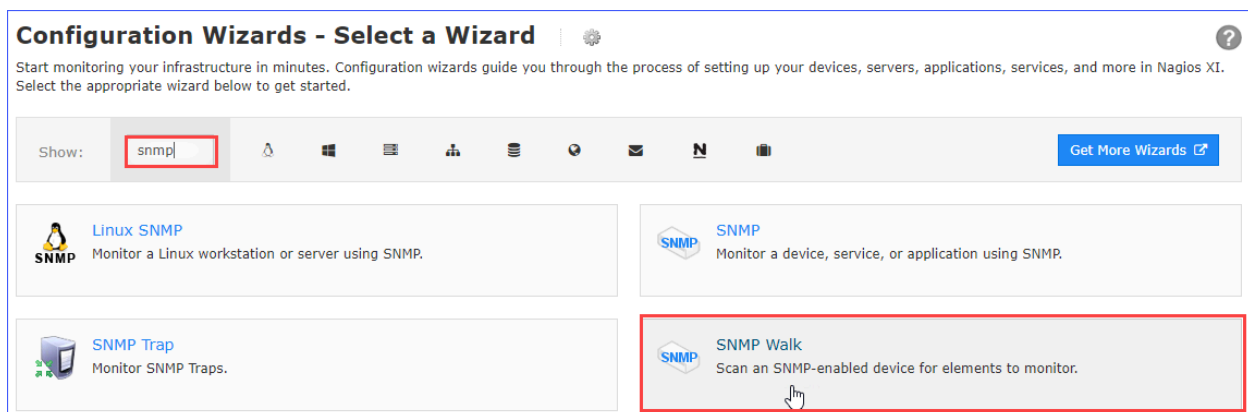 Configuration Wizards - Select a Wizard
Start monitoring your infrastructure in minutes. Configuration wizards guide you through the process of setting up your devices, servers, applications, services, and more in Nagios XI.
Select the appropriate wizard below to get started.
Show: snmp N Get More Wizards
SNMP Linux SNMP
Monitor a Linux workstation or server using SNMP.
SNMP SNMP
Monitor a device, service, or application using SNMP.
SNMP Trap
Monitor SNMP Traps.
SNMP SNMP Walk
Scan an SNMP-enabled device for elements to monitor.